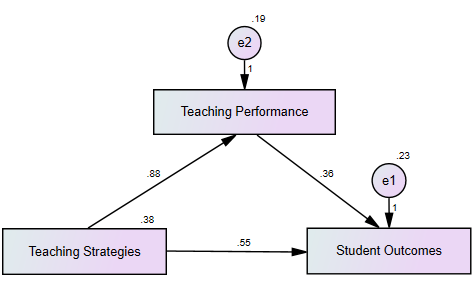 .19
e2
1
Teaching Performance
.23
.88
.36
e1
1
.38
.55
Teaching Strategies
Student Outcomes